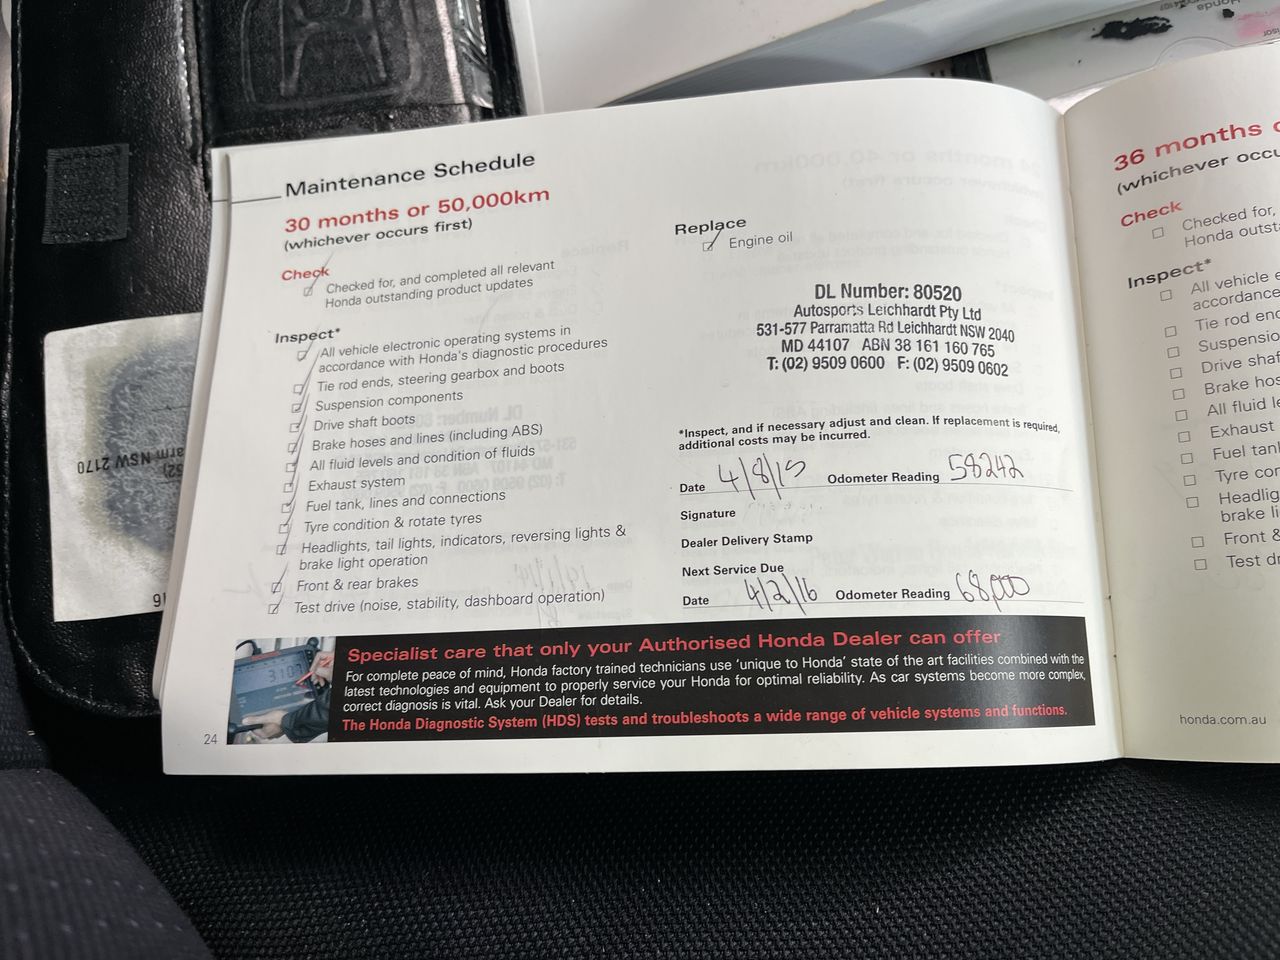 Maintenance Schedule
30 months or 50,000km
(whichever occurs first)
Check
Checked for, and completed all relevant
Honda outstanding product updates
Inspect*
All vehicle electronic operating systems in
accordance with Honda's diagnostic procedures
Tie rod ends, steering gearbox and boots
Suspension components
Drive shaft boots
Brake hoses and lines (including ABS)
All fluid levels and condition of fluids
Exhaust system
Fuel tank, lines and connections
Tyre condition & rotate tyres
Headlights, tail lights, indicators, reversing lights &
brake light operation
Front & rear brakes
Test drive (noise, stability, dashboard operation)
Replace
Engine oil
DL Number: 80520
Autosports Leichhardt Pty Ltd
531-577 Parramatta Rd Leichhardt NSW 2040
MD 44107 ABN 38 161 160 765
T: (02) 9509 0600 F: (02) 9509 0602
*Inspect, and if necessary adjust and clean. If replacement is required,
additional costs may be incurred.
Date 4/8/15 Odometer Reading 58242
Signature
Dealer Delivery Stamp
Next Service Due
Date 4/2/16 Odometer Reading 68,000
Specialist care that only your Authorised Honda Dealer can offer
For complete peace of mind, Honda factory trained technicians use 'unique to Honda' state of the art facilities combined with the
latest technologies and equipment to properly service your Honda for optimal reliability. As car systems become more complex,
correct diagnosis is vital. Ask your Dealer for details.
The Honda Diagnostic System (HDS) tests and troubleshoots a wide range of vehicle systems and functions.
24
36 months
(whichever
Check
Checked for,
Honda
Inspect*
All vehicle
accordance
Tie rod
Suspension
Drive
Brake
All fluid
Exhaust
Fuel
Tyre
brake
Front &
Test
honda.com.au
NSW 2170